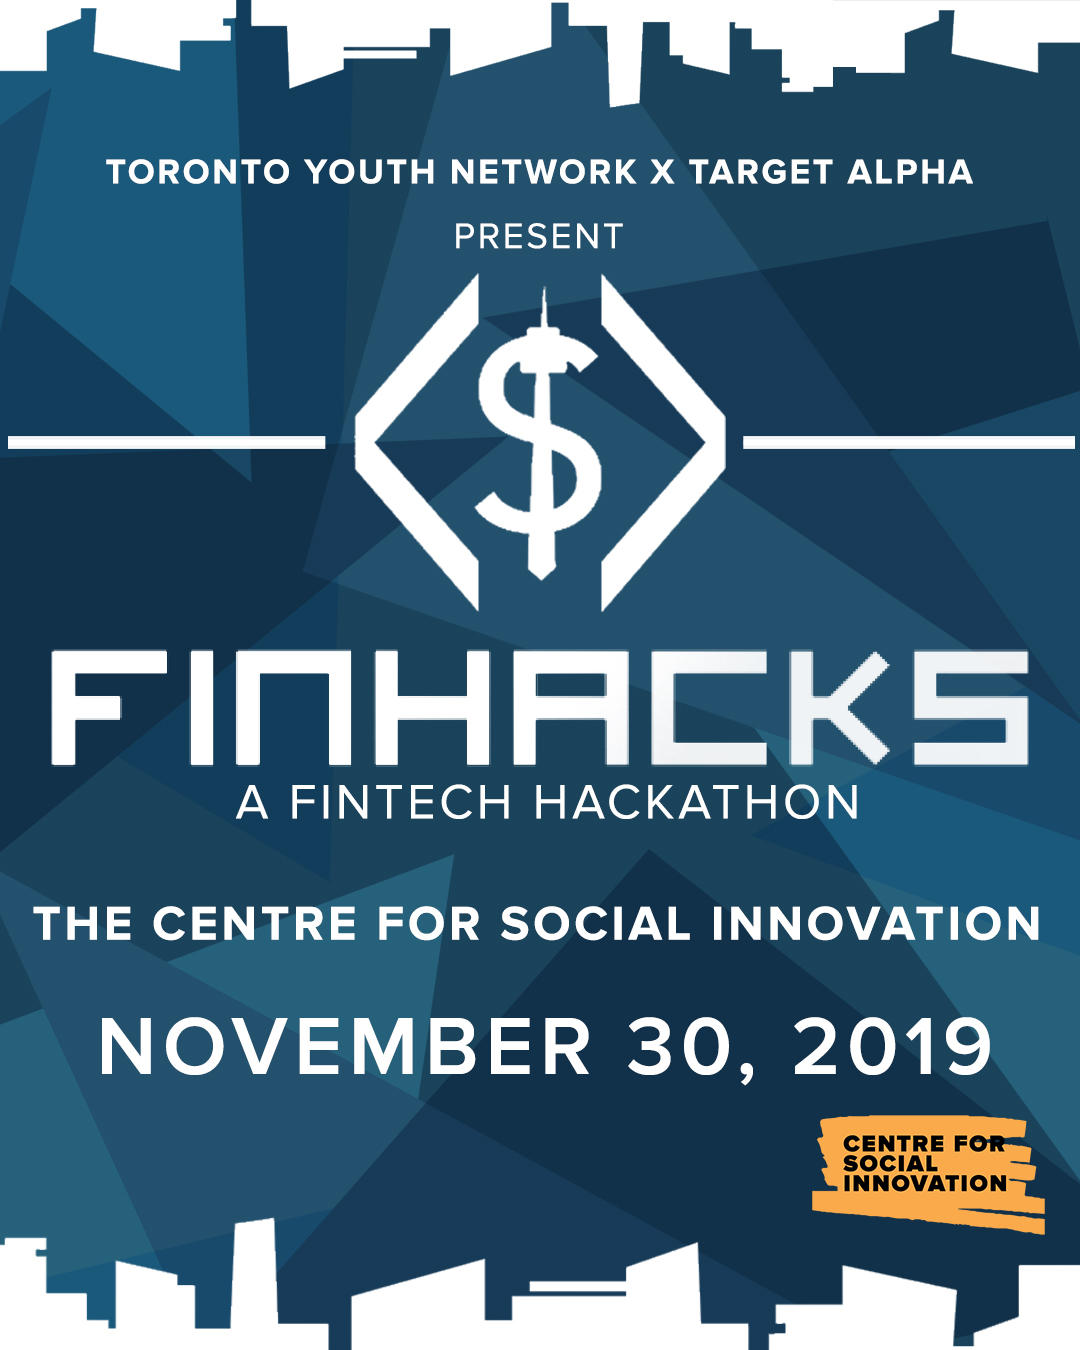 TORONTO YOUTH NETWORK X TARGET ALPHA
PRESENT
$
FINHACKS
A FINTECH HACKATHON
THE CENTRE FOR SOCIAL INNOVATION
NOVEMBER 30, 2019
CENTRE FOR
SOCIAL
INNOVATION